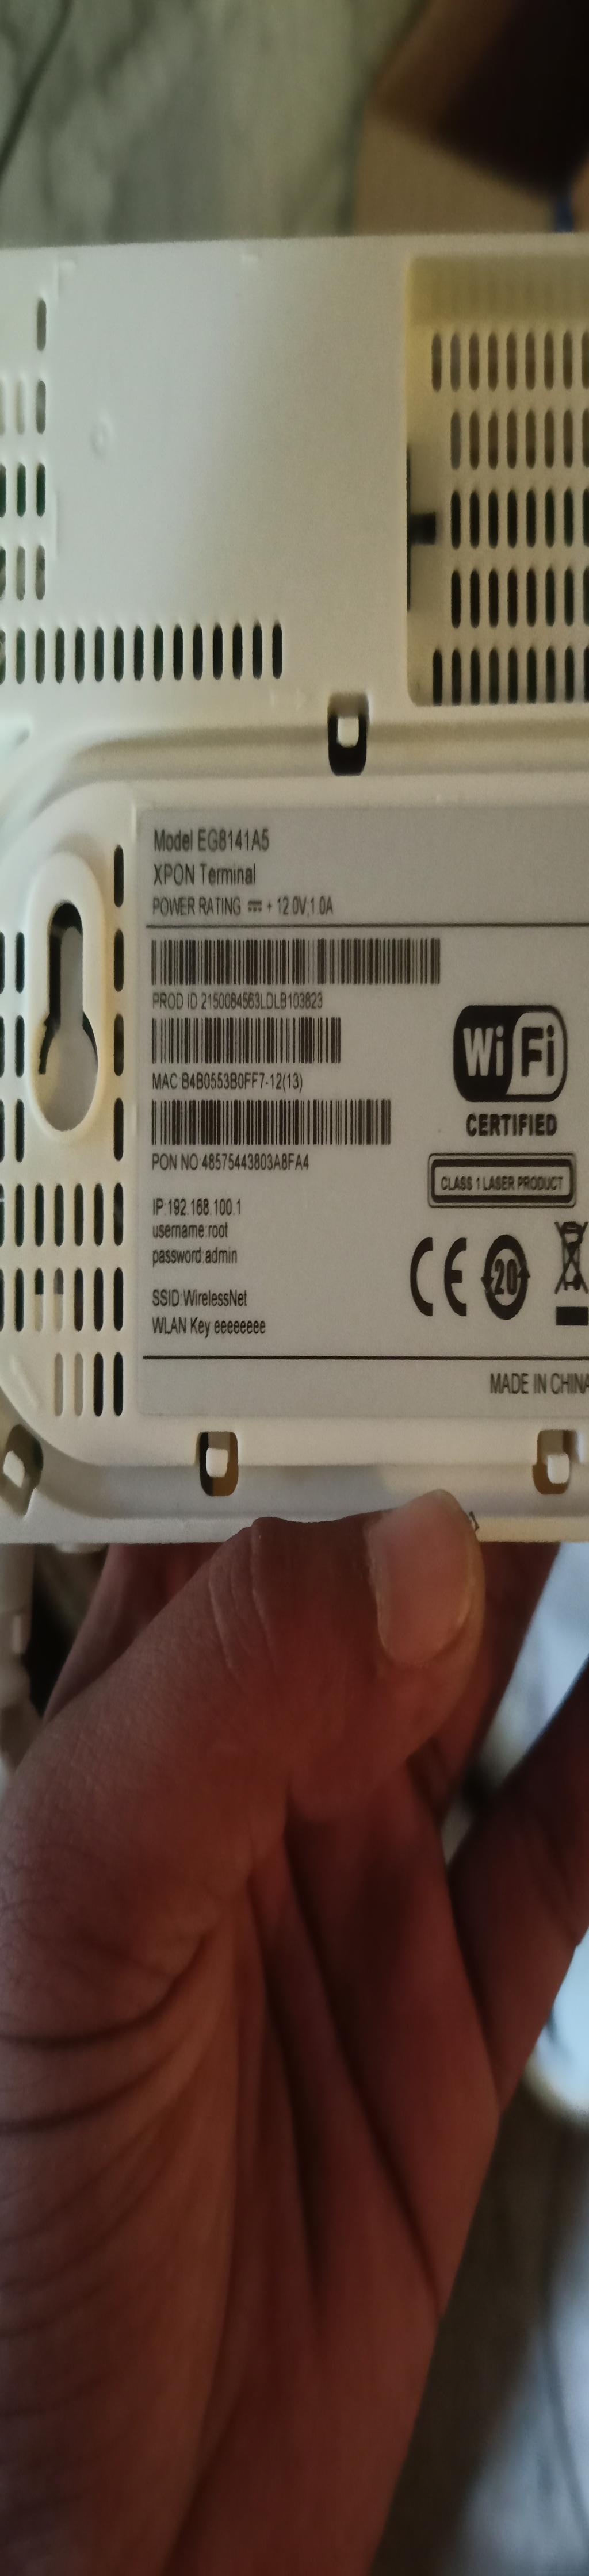 Model EG8141A5
XPON Terminal
POWER RATING ⎓ + 12.0V,1.0A
PROD ID 2150084563LDLB103823
MAC B4B0553B0FF7-12(13)
PON NO:48575443803A8FA4
IP:192.168.100.1
username:root
password:admin
SSID:WirelessNet
WLAN Key eeeeeeee
Wi Fi
CERTIFIED
CLASS 1 LASER PRODUCT
CE
20
MADE IN CHINA